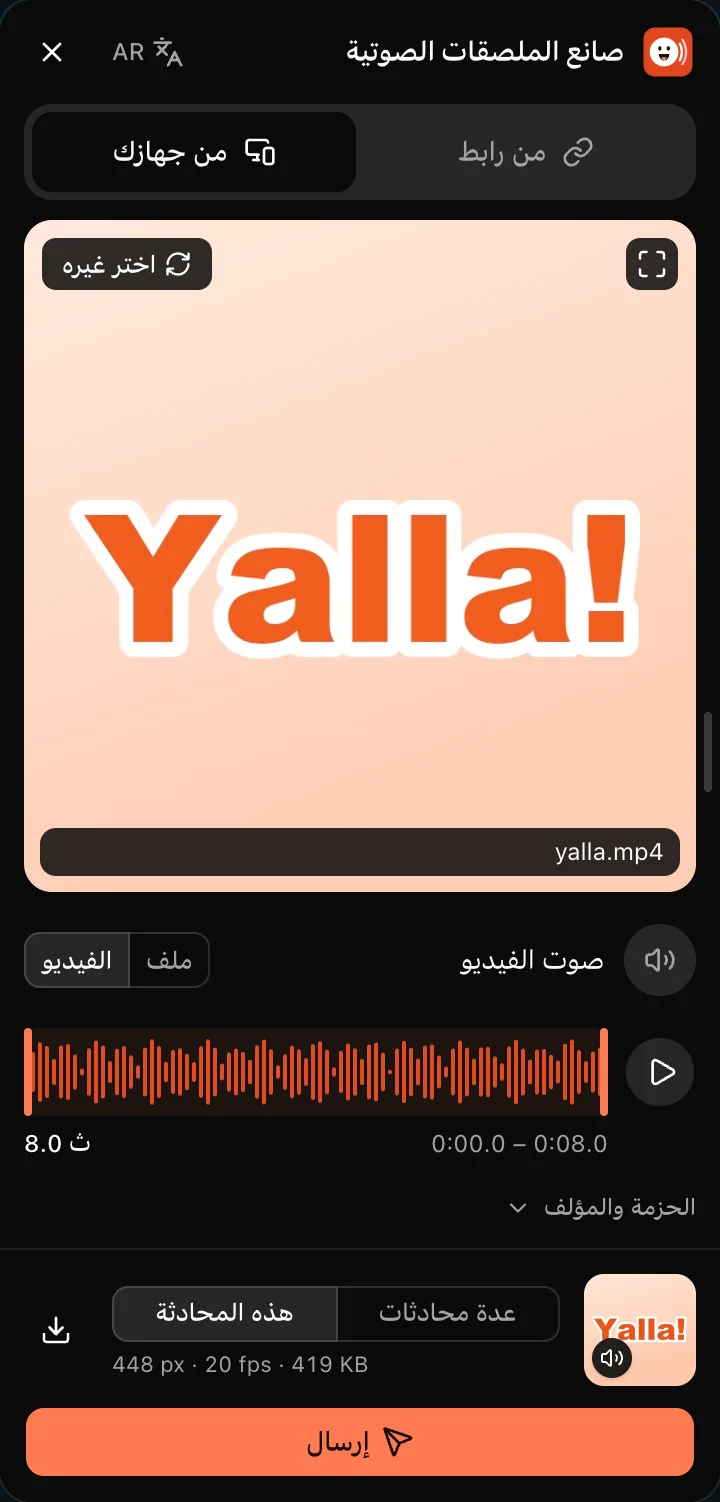 صانع الملصقات الصوتية
AR
من رابط
من جهازك
اختر غيره
Yalla!
yalla.mp4
صوت الفيديو
ملف
الفيديو
0:00.0 – 0:08.0
8.0 ث
الحزمة والمؤلف
Yalla!
عدة محادثات
هذه المحادثة
448 px · 20 fps · 419 KB
إرسال